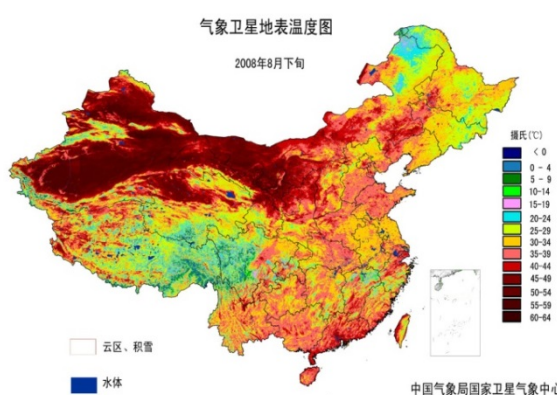 气象卫星地表温度图
2008年8月下旬
摄氏(℃)
< 0
0 - 4
5 - 9
10-14
15-19
20-24
25-29
30-34
35-39
40-44
45-49
50-54
55-59
60-64
云区、积雪
水体
中国气象局国家卫星气象中心